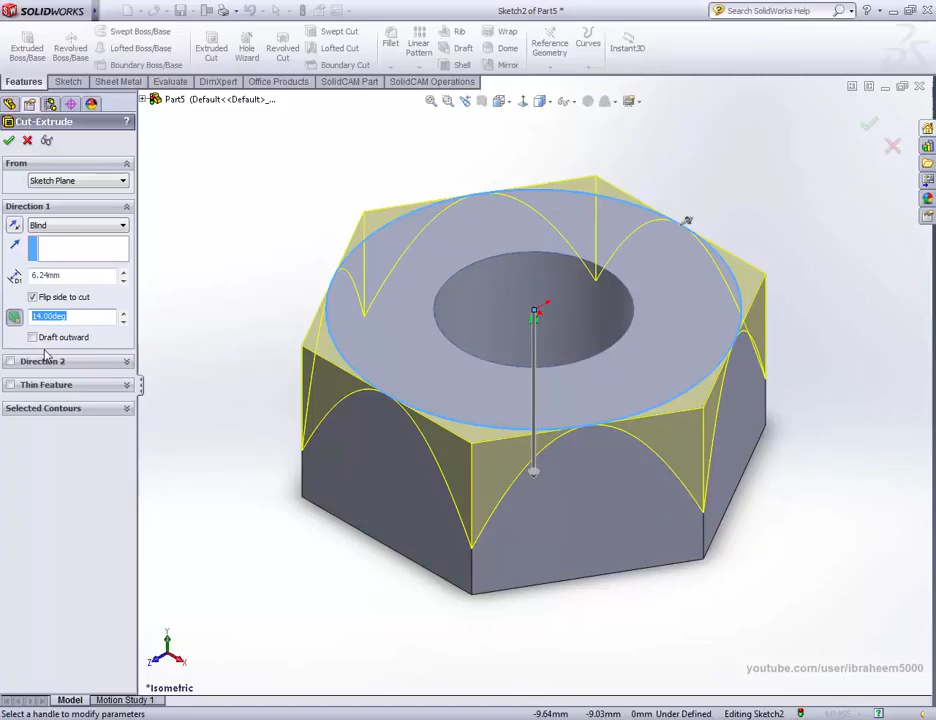 SOLIDWORKS
Sketch2 of Part5 *
Search SolidWorks
Extruded Boss/Base
Revolved Boss/Base
Swept Boss/Base
Lofted Boss/Base
Boundary Boss/Base
Extruded Cut
Hole Wizard
Revolved Cut
Swept Cut
Lofted Cut
Boundary Cut
Fillet
Linear Pattern
Rib
Draft
Shell
Wrap
Dome
Mirror
Reference Geometry
Curves
Instant3D
Features
Sketch
Sheet Metal
Evaluate
DimXpert
Office Products
SolidCAM Part
SolidCAM Operations
Part5 (Default<<Default>_...
Cut-Extrude
?
From
Sketch Plane
Direction 1
Blind
D1
6.24mm
Flip side to cut
14.00deg
Draft outward
Direction 2
Thin Feature
Selected Contours
Y
Z
X
*Isometric
youtube.com/user/ibraheem5000
Model
Motion Study 1
Select a handle to modify parameters
-9.64mm
-9.03mm
0mm
Under Defined
Editing Sketch2
MMGS